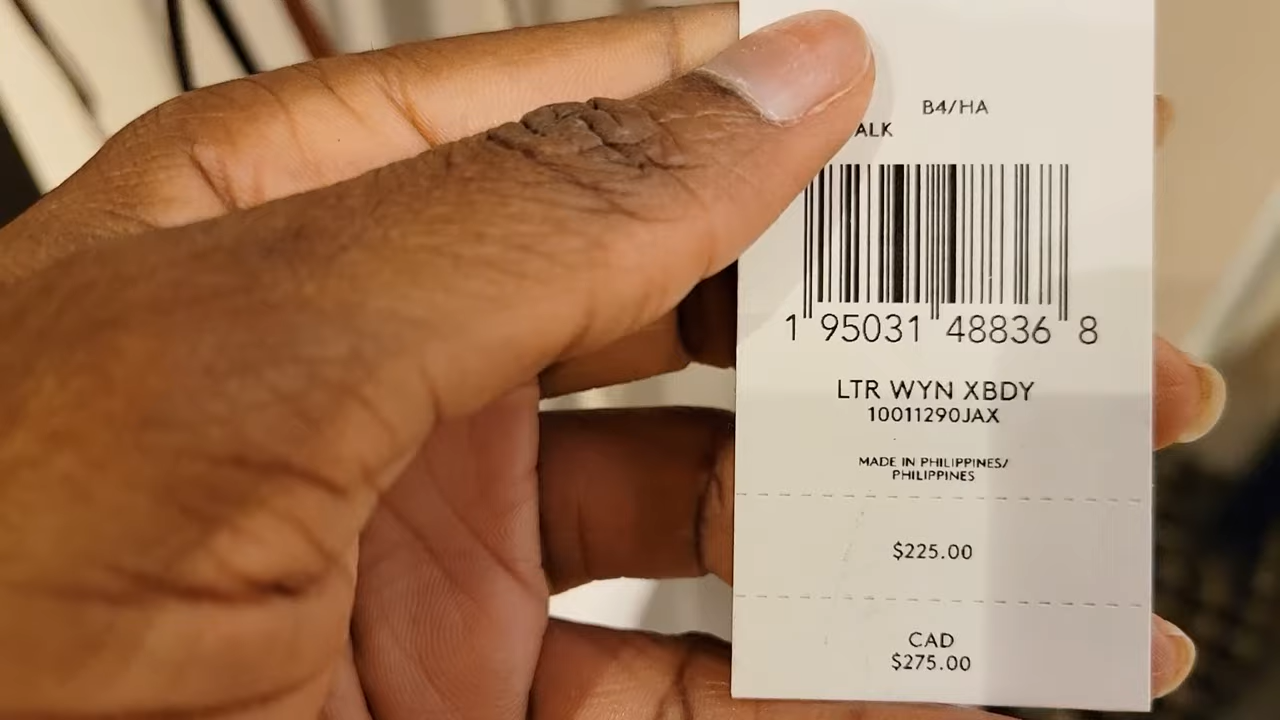 B4/HA
ALK
1 95031 48836 8
LTR WYN XBDY
10011290JAX
MADE IN PHILIPPINES/
PHILIPPINES
$225.00
CAD
$275.00